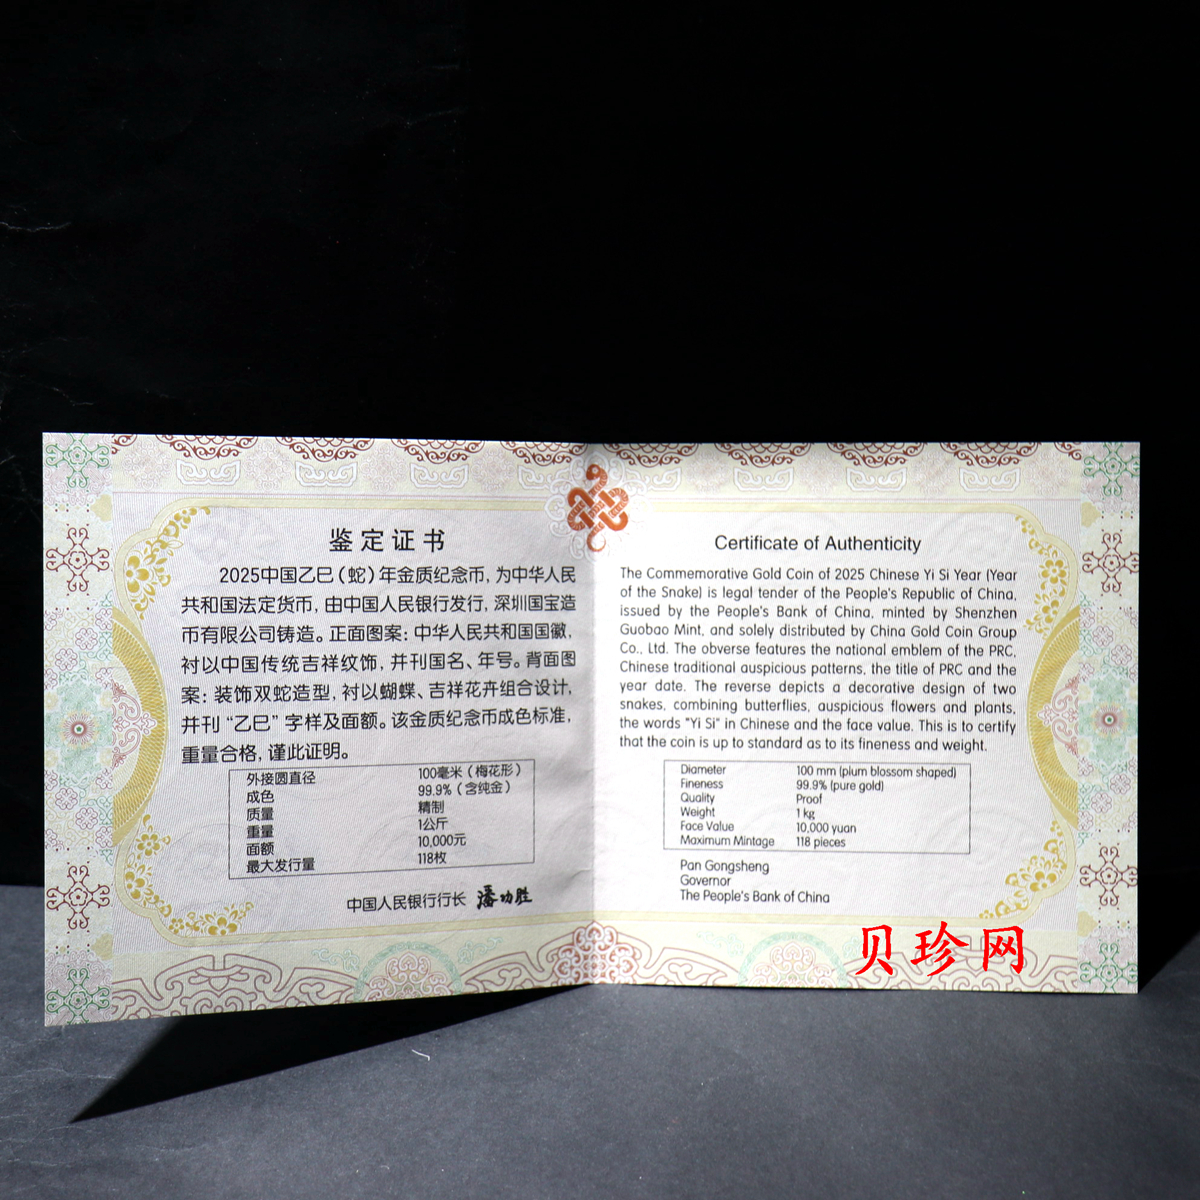 鉴定证书
2025中国乙巳（蛇）年金质纪念币，为中华人民
共和国法定货币，由中国人民银行发行，深圳国宝造
币有限公司铸造。正面图案：中华人民共和国国徽，
衬以中国传统吉祥纹饰，并刊国名、年号。背面图
案：装饰双蛇造型，衬以蝴蝶、吉祥花卉组合设计，
并刊“乙巳”字样及面额。该金质纪念币成色标准，
重量合格，谨此证明。
外接圆直径 100毫米（梅花形）
成色 99.9%（含纯金）
质量 精制
重量 1公斤
面额 10,000元
最大发行量 118枚
中国人民银行行长 潘功胜
Certificate of Authenticity
The Commemorative Gold Coin of 2025 Chinese Yi Si Year (Year
of the Snake) is legal tender of the People's Republic of China,
issued by the People's Bank of China, minted by Shenzhen
Guobao Mint, and solely distributed by China Gold Coin Group
Co., Ltd. The obverse features the national emblem of the PRC,
Chinese traditional auspicious patterns, the title of PRC and the
year date. The reverse depicts a decorative design of two
snakes, combining butterflies, auspicious flowers and plants,
the words "Yi Si" in Chinese and the face value. This is to certify
that the coin is up to standard as to its fineness and weight.
Diameter 100 mm (plum blossom shaped)
Fineness 99.9% (pure gold)
Quality Proof
Weight 1 kg
Face Value 10,000 yuan
Maximum Mintage 118 pieces
Pan Gongsheng
Governor
The People's Bank of China
贝珍网